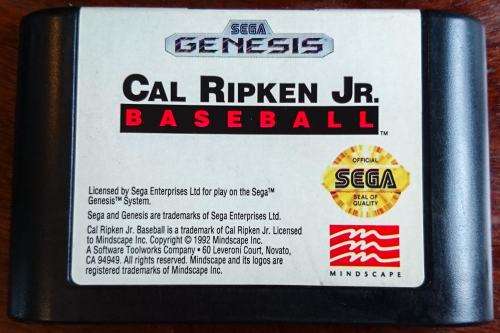 SEGA
GENESIS
CAL RIPKEN JR.
BASEBALL™
OFFICIAL
SEGA
SEAL OF
QUALITY
Licensed by Sega Enterprises Ltd for play on the Sega™
Genesis™ System.
Sega and Genesis are trademarks of Sega Enterprises Ltd.
Cal Ripken Jr. Baseball is a trademark of Cal Ripken Jr. Licensed
to Mindscape Inc. Copyright © 1992 Mindscape Inc.
A Software Toolworks Company • 60 Leveroni Court, Novato,
CA 94949. All rights reserved. Mindscape and its logos are
registered trademarks of Mindscape Inc.
MINDSCAPE